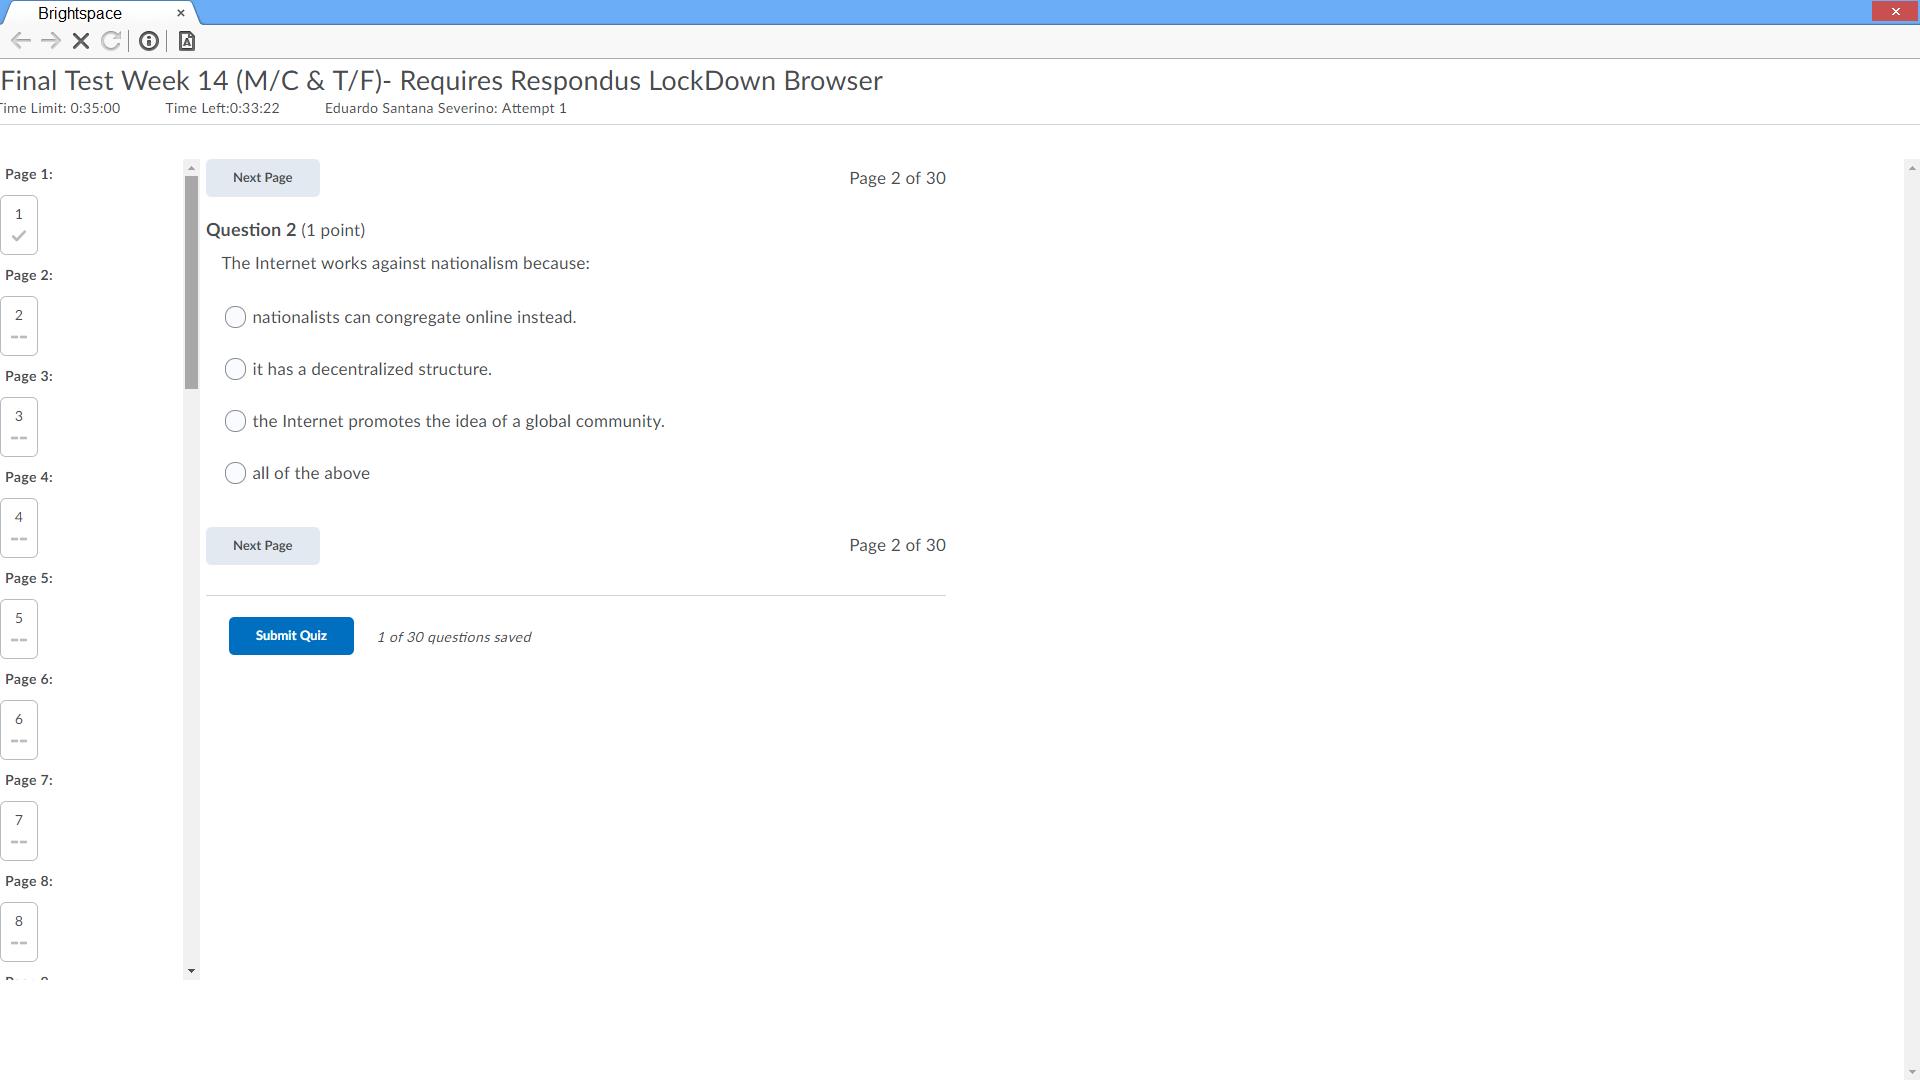 Brightspace
Final Test Week 14 (M/C & T/F)- Requires Respondus LockDown Browser
Time Limit: 0:35:00 Time Left:0:33:22 Eduardo Santana Severino: Attempt 1
Page 1:
1
Page 2:
2
--
Page 3:
3
--
Page 4:
4
--
Page 5:
5
--
Page 6:
6
--
Page 7:
7
--
Page 8:
8
--
Next Page Page 2 of 30
Question 2 (1 point)
The Internet works against nationalism because:
nationalists can congregate online instead.
it has a decentralized structure.
the Internet promotes the idea of a global community.
all of the above
Next Page Page 2 of 30
Submit Quiz 1 of 30 questions saved